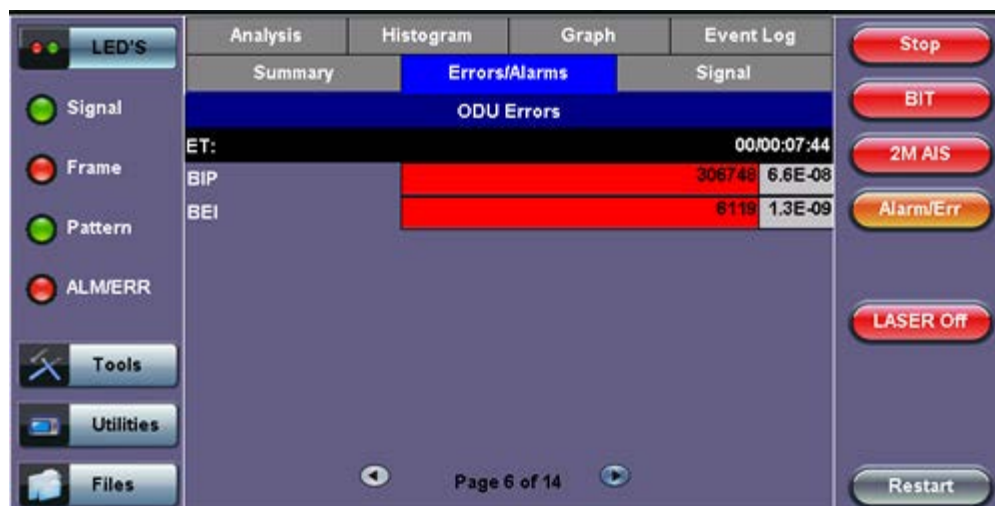 LED'S
Signal
Frame
Pattern
ALM/ERR
Tools
Utilities
Files
Analysis Histogram Graph Event Log
Summary Errors/Alarms Signal
ODU Errors
ET: 00/00:07:44
BIP 306748 6.6E-08
BEI 6119 1.3E-09
Page 6 of 14
Stop
BIT
2M AIS
Alarm/Err
LASER Off
Restart